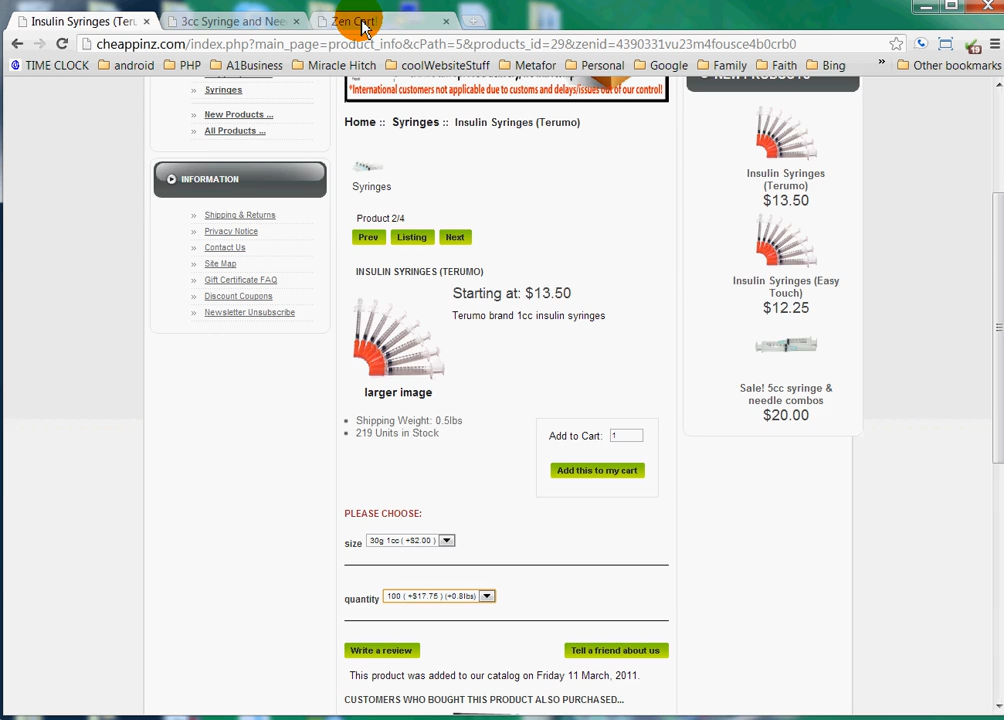 Insulin Syringes (Teru ×
3cc Syringe and Nee ×
Zen Cart! ×
cheappinz.com/index.php?main_page=product_info&cPath=5&products_id=29&zenid=4390331vu23m4fousce4b0crb0
19
TIME CLOCK android PHP A1Business Miracle Hitch coolWebsiteStuff Metafor Personal Google Family Faith Bing » Other bookmarks
Syringes
New Products ...
All Products ...
INFORMATION
Shipping & Returns
Privacy Notice
Contact Us
Site Map
Gift Certificate FAQ
Discount Coupons
Newsletter Unsubscribe
*International customers not applicable due to customs and delays/issues out of our control!
Home :: Syringes :: Insulin Syringes (Terumo)
Syringes
Product 2/4
Prev Listing Next
INSULIN SYRINGES (TERUMO)
Starting at: $13.50
Terumo brand 1cc insulin syringes
larger image
Shipping Weight: 0.5lbs
219 Units in Stock
Add to Cart: 1
Add this to my cart
PLEASE CHOOSE:
size 30g 1cc ( +$2.00 )
quantity 100 ( +$17.75 ) (+0.8lbs)
Write a review Tell a friend about us
This product was added to our catalog on Friday 11 March, 2011.
CUSTOMERS WHO BOUGHT THIS PRODUCT ALSO PURCHASED...
NEW PRODUCTS
Insulin Syringes
(Terumo)
$13.50
Insulin Syringes (Easy
Touch)
$12.25
Sale! 5cc syringe &
needle combos
$20.00